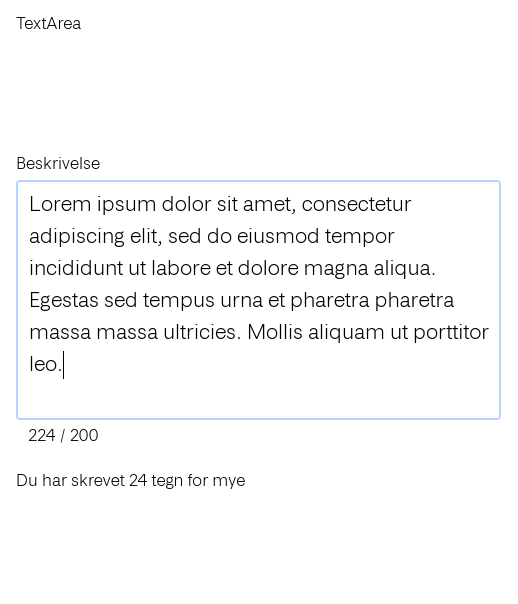 TextArea
Beskrivelse
Lorem ipsum dolor sit amet, consectetur
adipiscing elit, sed do eiusmod tempor
incididunt ut labore et dolore magna aliqua.
Egestas sed tempus urna et pharetra pharetra
massa massa ultricies. Mollis aliquam ut porttitor
leo.
224 / 200
Du har skrevet 24 tegn for mye